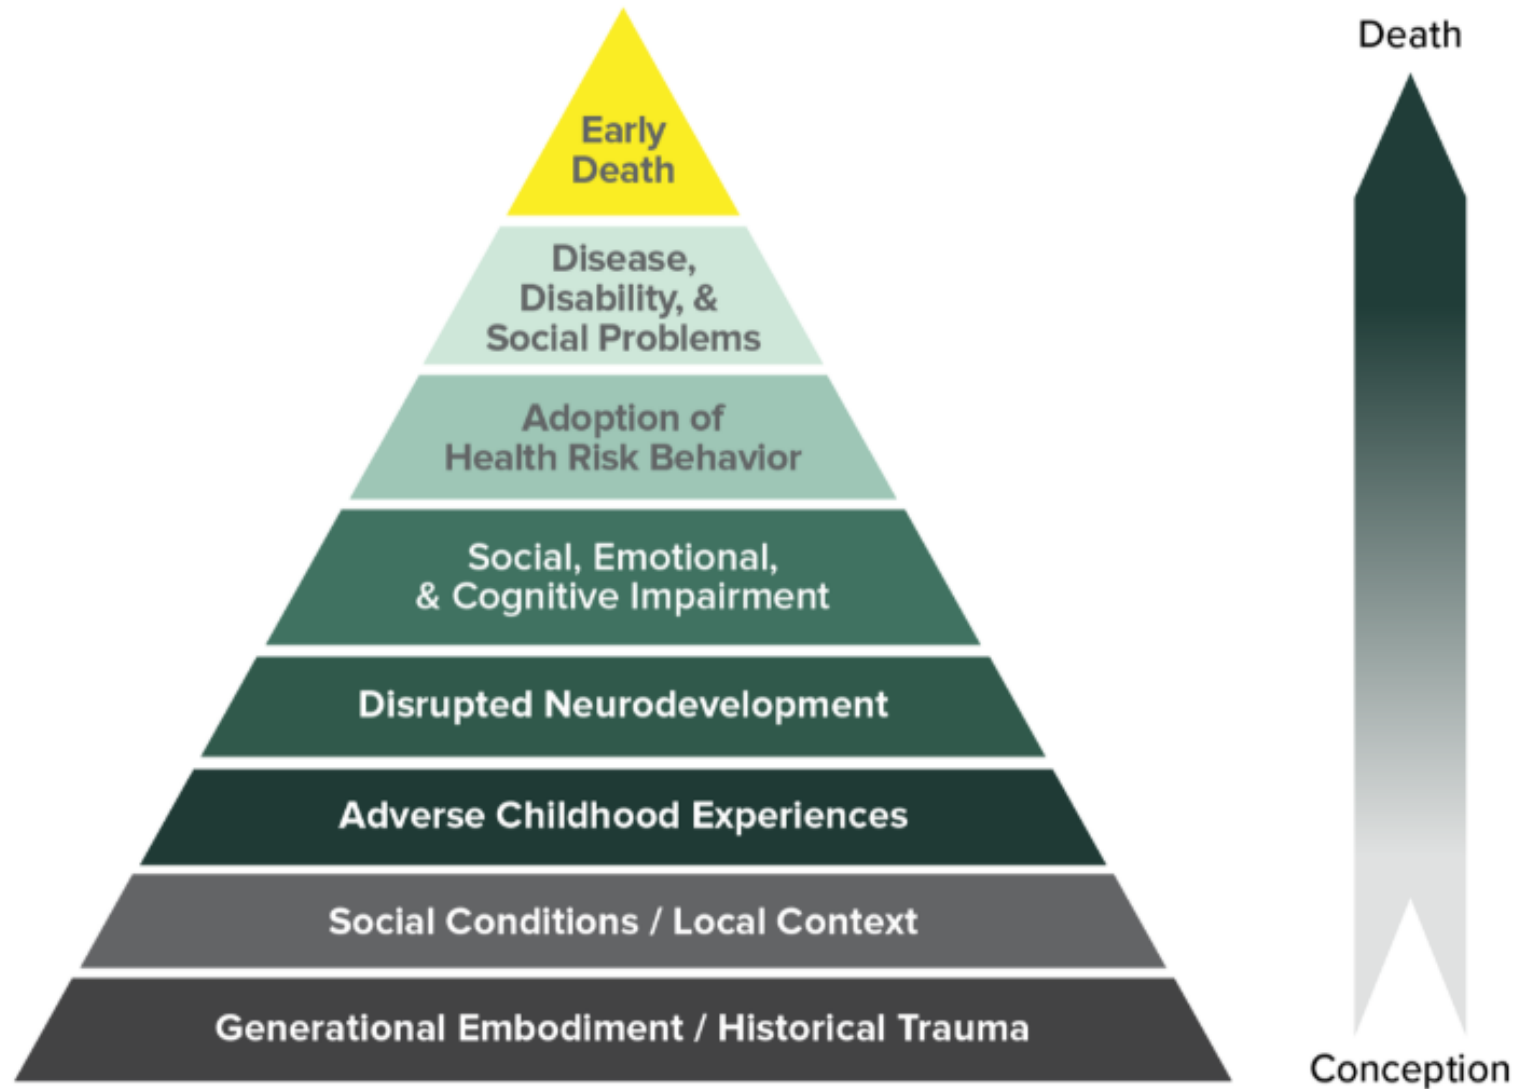 Early
Death
Disease,
Disability, &
Social Problems
Adoption of
Health Risk Behavior
Social, Emotional,
& Cognitive Impairment
Disrupted Neurodevelopment
Adverse Childhood Experiences
Social Conditions / Local Context
Generational Embodiment / Historical Trauma
Death
Conception